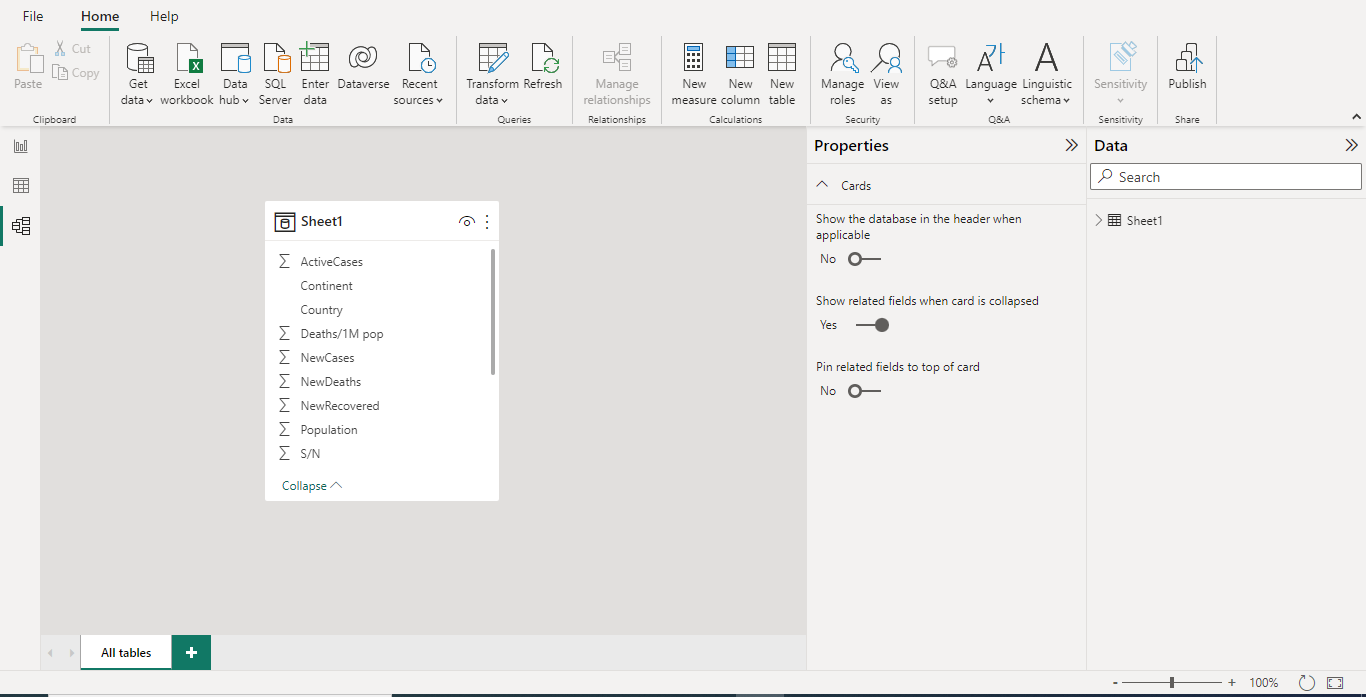 File Home Help
Paste
Cut
Copy
Clipboard
Get data
Excel workbook
Data hub
SQL Server
Enter data
Dataverse
Recent sources
Data
Transform data
Refresh
Queries
Manage relationships
Relationships
New measure
New column
New table
Calculations
Manage roles
View as
Security
Q&A setup
Language
Linguistic schema
Q&A
Sensitivity
Sensitivity
Publish
Share
Sheet1
ActiveCases
Continent
Country
Deaths/1M pop
NewCases
NewDeaths
NewRecovered
Population
S/N
Collapse
Properties
Cards
Show the database in the header when
applicable
No
Show related fields when card is collapsed
Yes
Pin related fields to top of card
No
Data
Search
Sheet1
All tables +
- + 100%